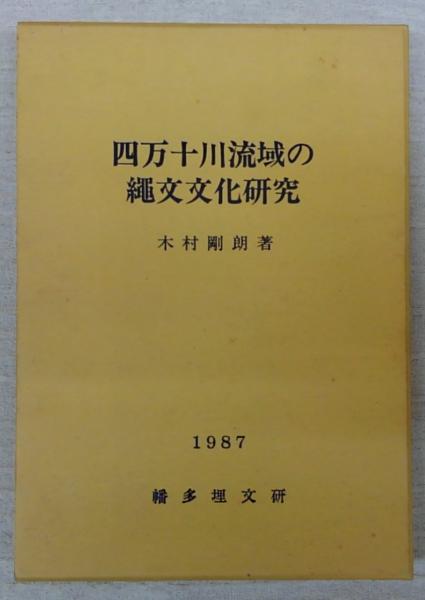 四万十川流域の
繩文文化研究
木村剛朗著
1987
幡多埋文研